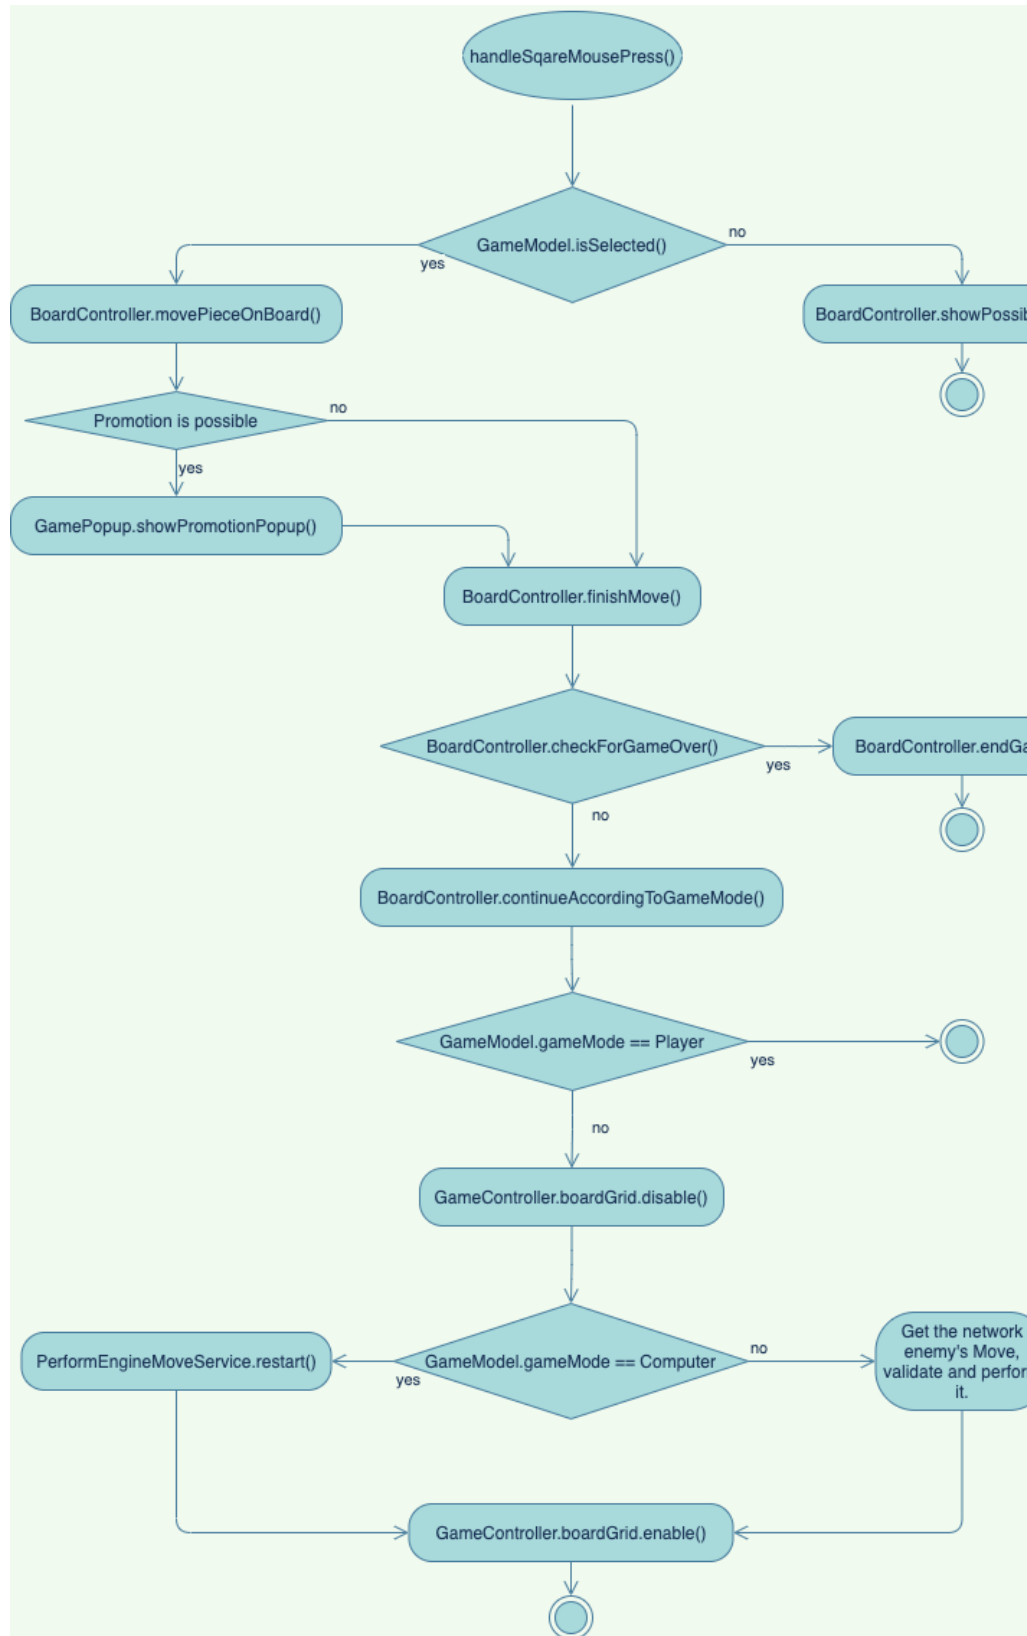 handleSqareMousePress()
GameModel.isSelected()
no
yes
BoardController.movePieceOnBoard()
BoardController.showPossib
Promotion is possible
no
yes
GamePopup.showPromotionPopup()
BoardController.finishMove()
BoardController.checkForGameOver()
yes
BoardController.endGa
no
BoardController.continueAccordingToGameMode()
GameModel.gameMode == Player
yes
no
GameController.boardGrid.disable()
PerformEngineMoveService.restart()
GameModel.gameMode == Computer
yes
no
Get the network
enemy's Move,
validate and perform
it.
GameController.boardGrid.enable()